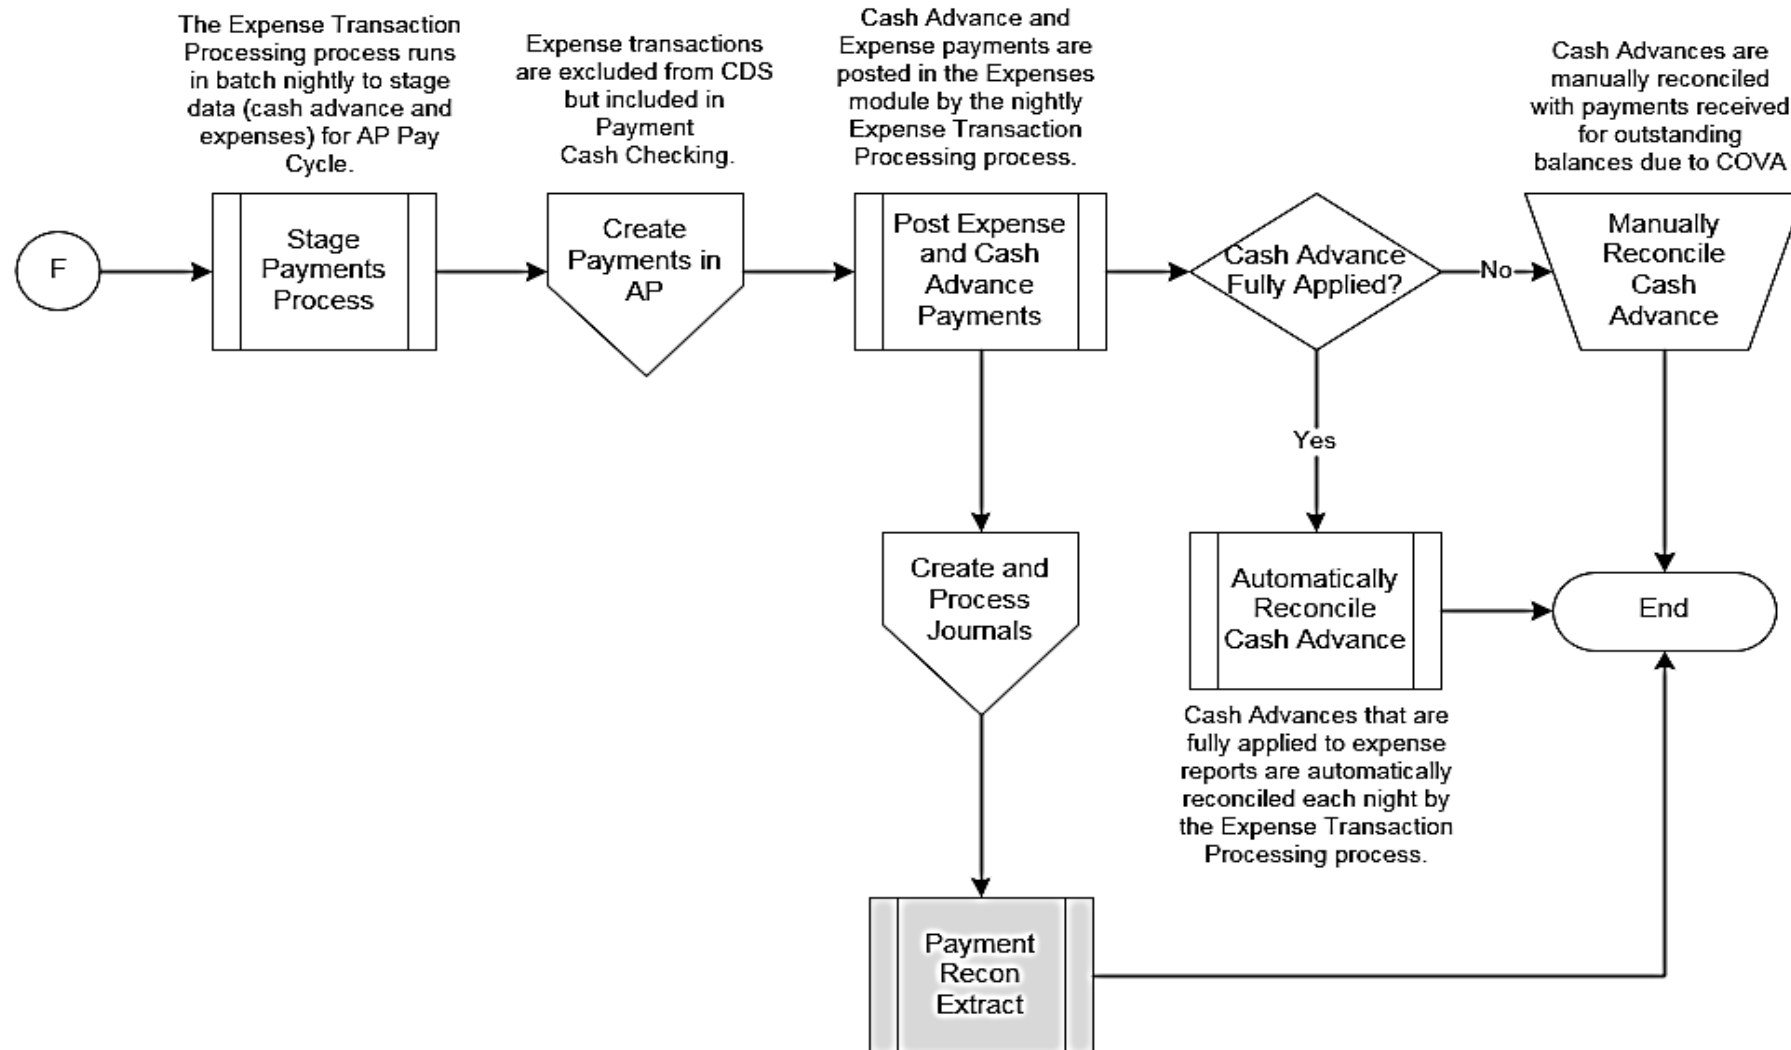 The Expense Transaction
Processing process runs
in batch nightly to stage
data (cash advance and
expenses) for AP Pay
Cycle.
Expense transactions
are excluded from CDS
but included in
Payment
Cash Checking.
Cash Advance and
Expense payments are
posted in the Expenses
module by the nightly
Expense Transaction
Processing process.
Cash Advances are
manually reconciled
with payments received
for outstanding
balances due to COVA
F
Stage
Payments
Process
Create
Payments in
AP
Post Expense
and Cash
Advance
Payments
Cash Advance
Fully Applied?
No
Manually
Reconcile
Cash
Advance
Yes
Create and
Process
Journals
Automatically
Reconcile
Cash Advance
End
Cash Advances that are
fully applied to expense
reports are automatically
reconciled each night by
the Expense Transaction
Processing process.
Payment
Recon
Extract